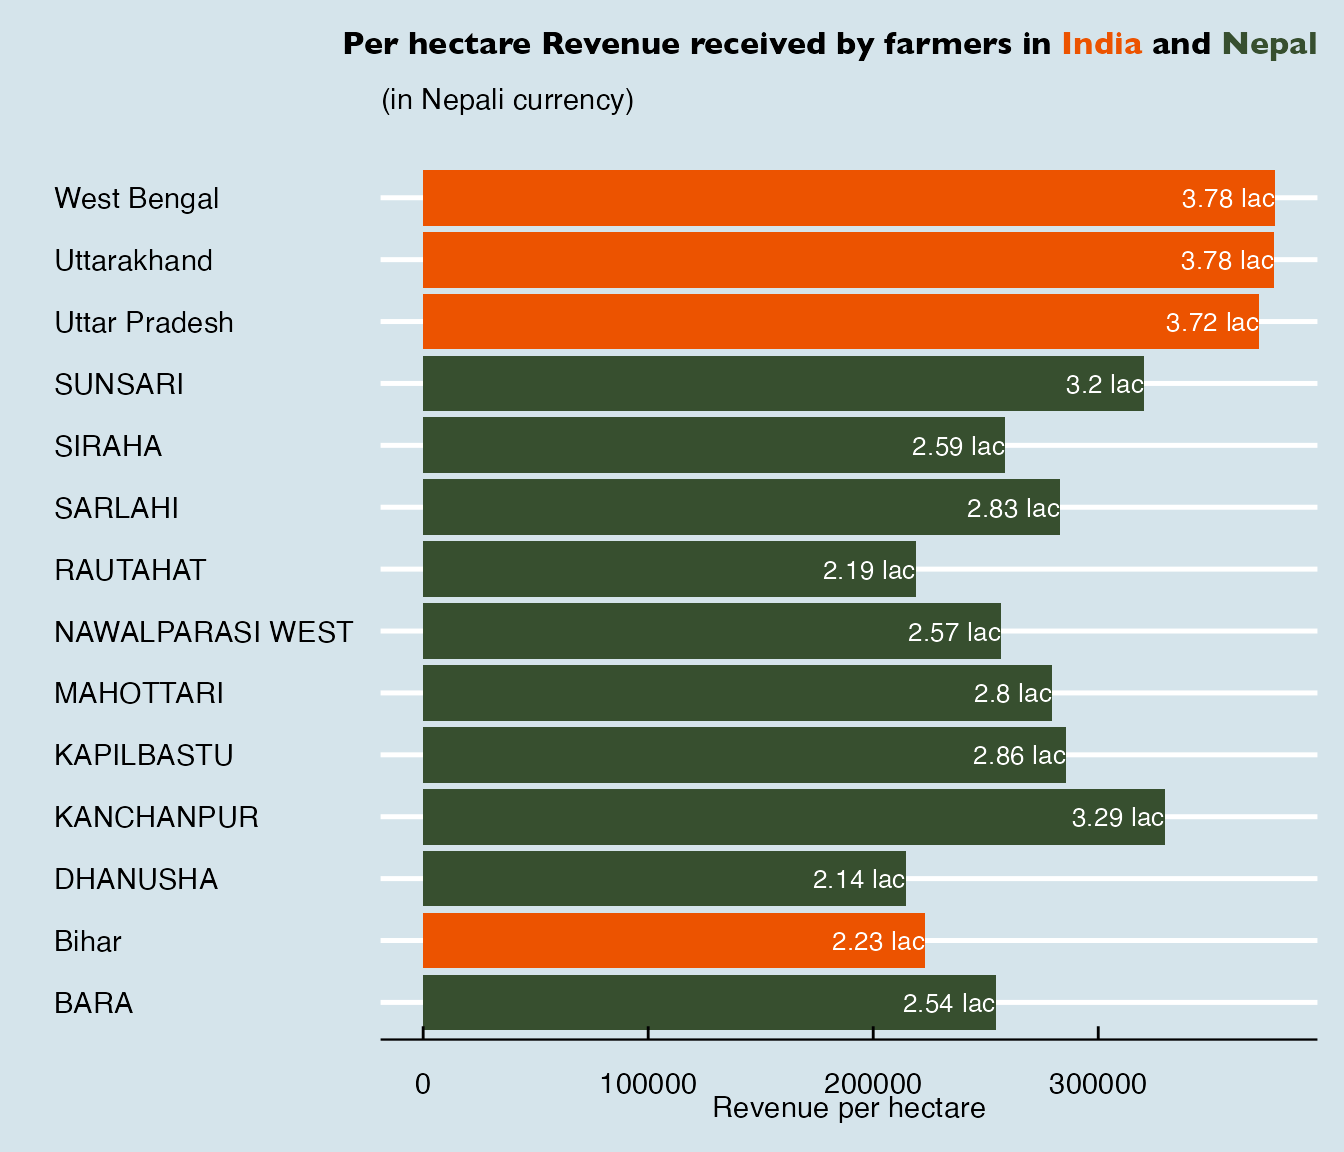 Per hectare Revenue received by farmers in India and Nepal
(in Nepali currency)
West Bengal 3.78 lac
Uttarakhand 3.78 lac
Uttar Pradesh 3.72 lac
SUNSARI 3.2 lac
SIRAHA 2.59 lac
SARLAHI 2.83 lac
RAUTAHAT 2.19 lac
NAWALPARASI WEST 2.57 lac
MAHOTTARI 2.8 lac
KAPILBASTU 2.86 lac
KANCHANPUR 3.29 lac
DHANUSHA 2.14 lac
Bihar 2.23 lac
BARA 2.54 lac
0 100000 200000 300000
Revenue per hectare